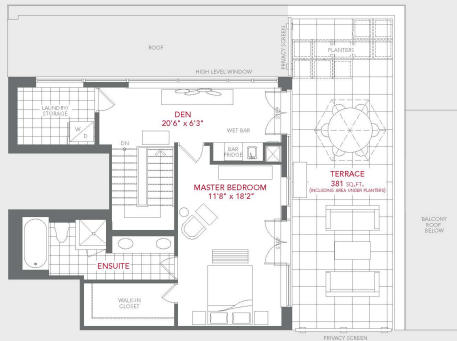 ROOF
PRIVACY SCREEN
PLANTERS
HIGH LEVEL WINDOW
LAUNDRY/
STORAGE
W
D
DEN
20'6" x 6'3"
WET BAR
DN
BAR
FRIDGE
MASTER BEDROOM
11'8" x 18'2"
TERRACE
381 SQ.FT.
(INCLUDING AREA UNDER PLANTERS)
BALCONY
ROOF
BELOW
ENSUITE
WALK-IN
CLOSET
PRIVACY SCREEN